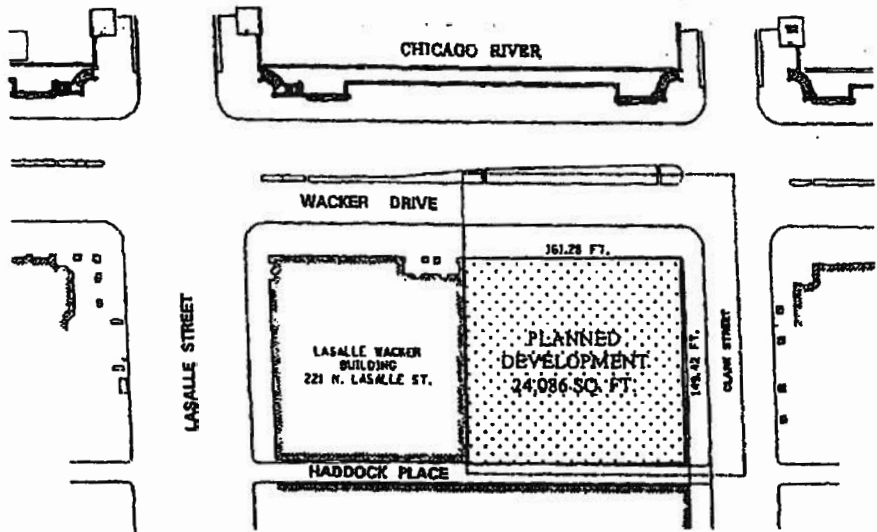 CHICAGO RIVER
WACKER DRIVE
161.28 FT.
LASALLE STREET
LASALLE WACKER
BUILDING
221 N. LASALLE ST.
PLANNED
DEVELOPMENT
24,086 SQ. FT.
149.42 FT.
CLARK STREET
HADDOCK PLACE